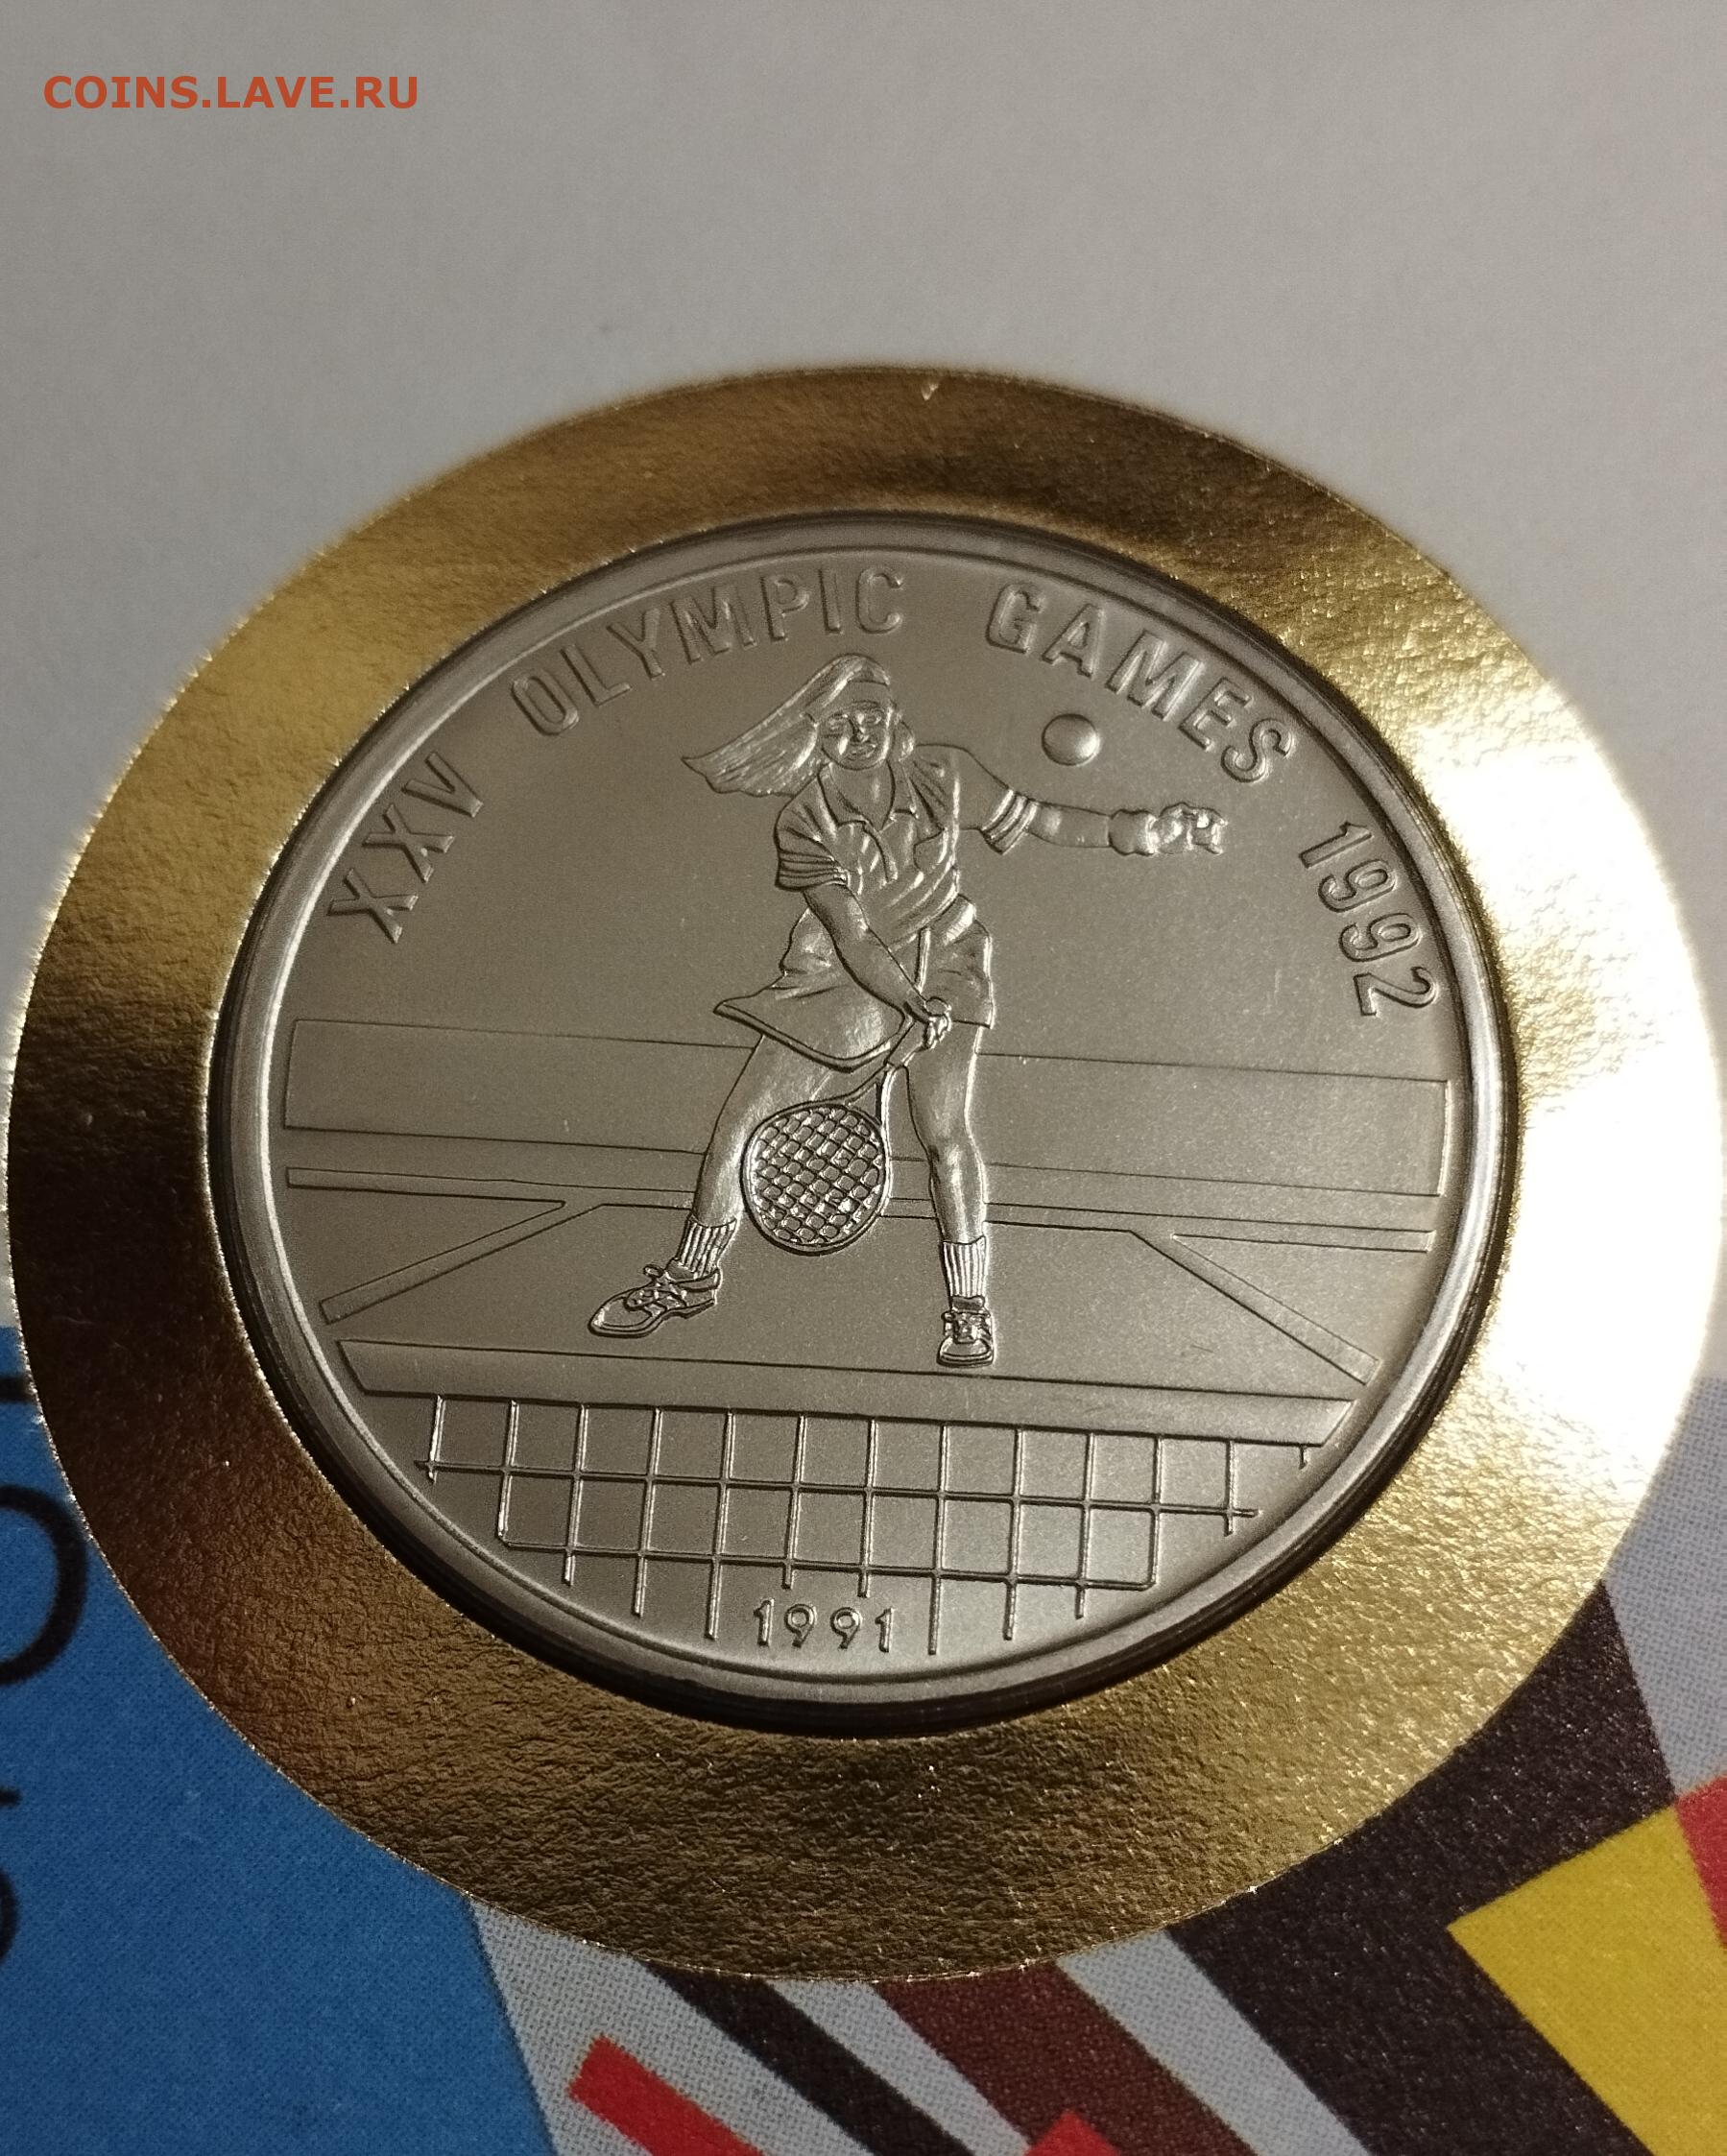 COINS.LAVE.RU
XXV OLYMPIC GAMES 1992
1991